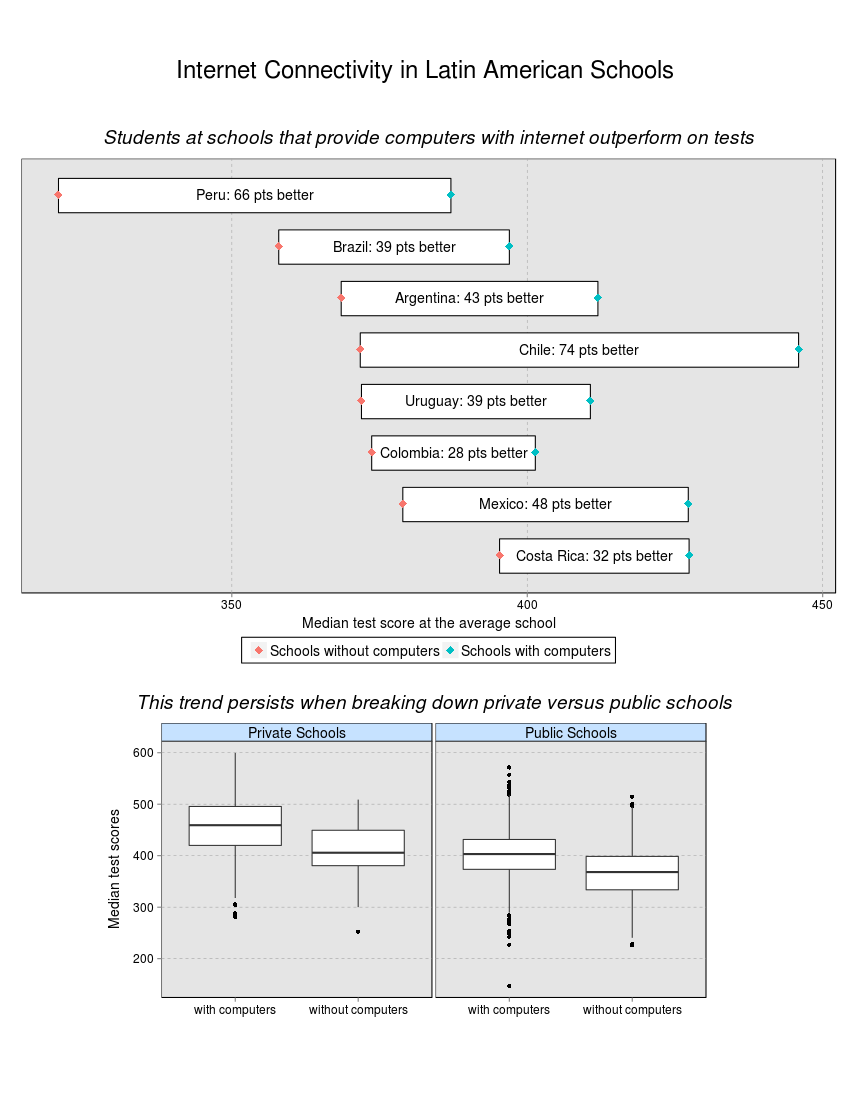 Internet Connectivity in Latin American Schools
Students at schools that provide computers with internet outperform on tests
Peru: 66 pts better
Brazil: 39 pts better
Argentina: 43 pts better
Chile: 74 pts better
Uruguay: 39 pts better
Colombia: 28 pts better
Mexico: 48 pts better
Costa Rica: 32 pts better
350 400 450
Median test score at the average school
Schools without computers Schools with computers
This trend persists when breaking down private versus public schools
Private Schools Public Schools
Median test scores
600
500
400
300
200
with computers without computers with computers without computers